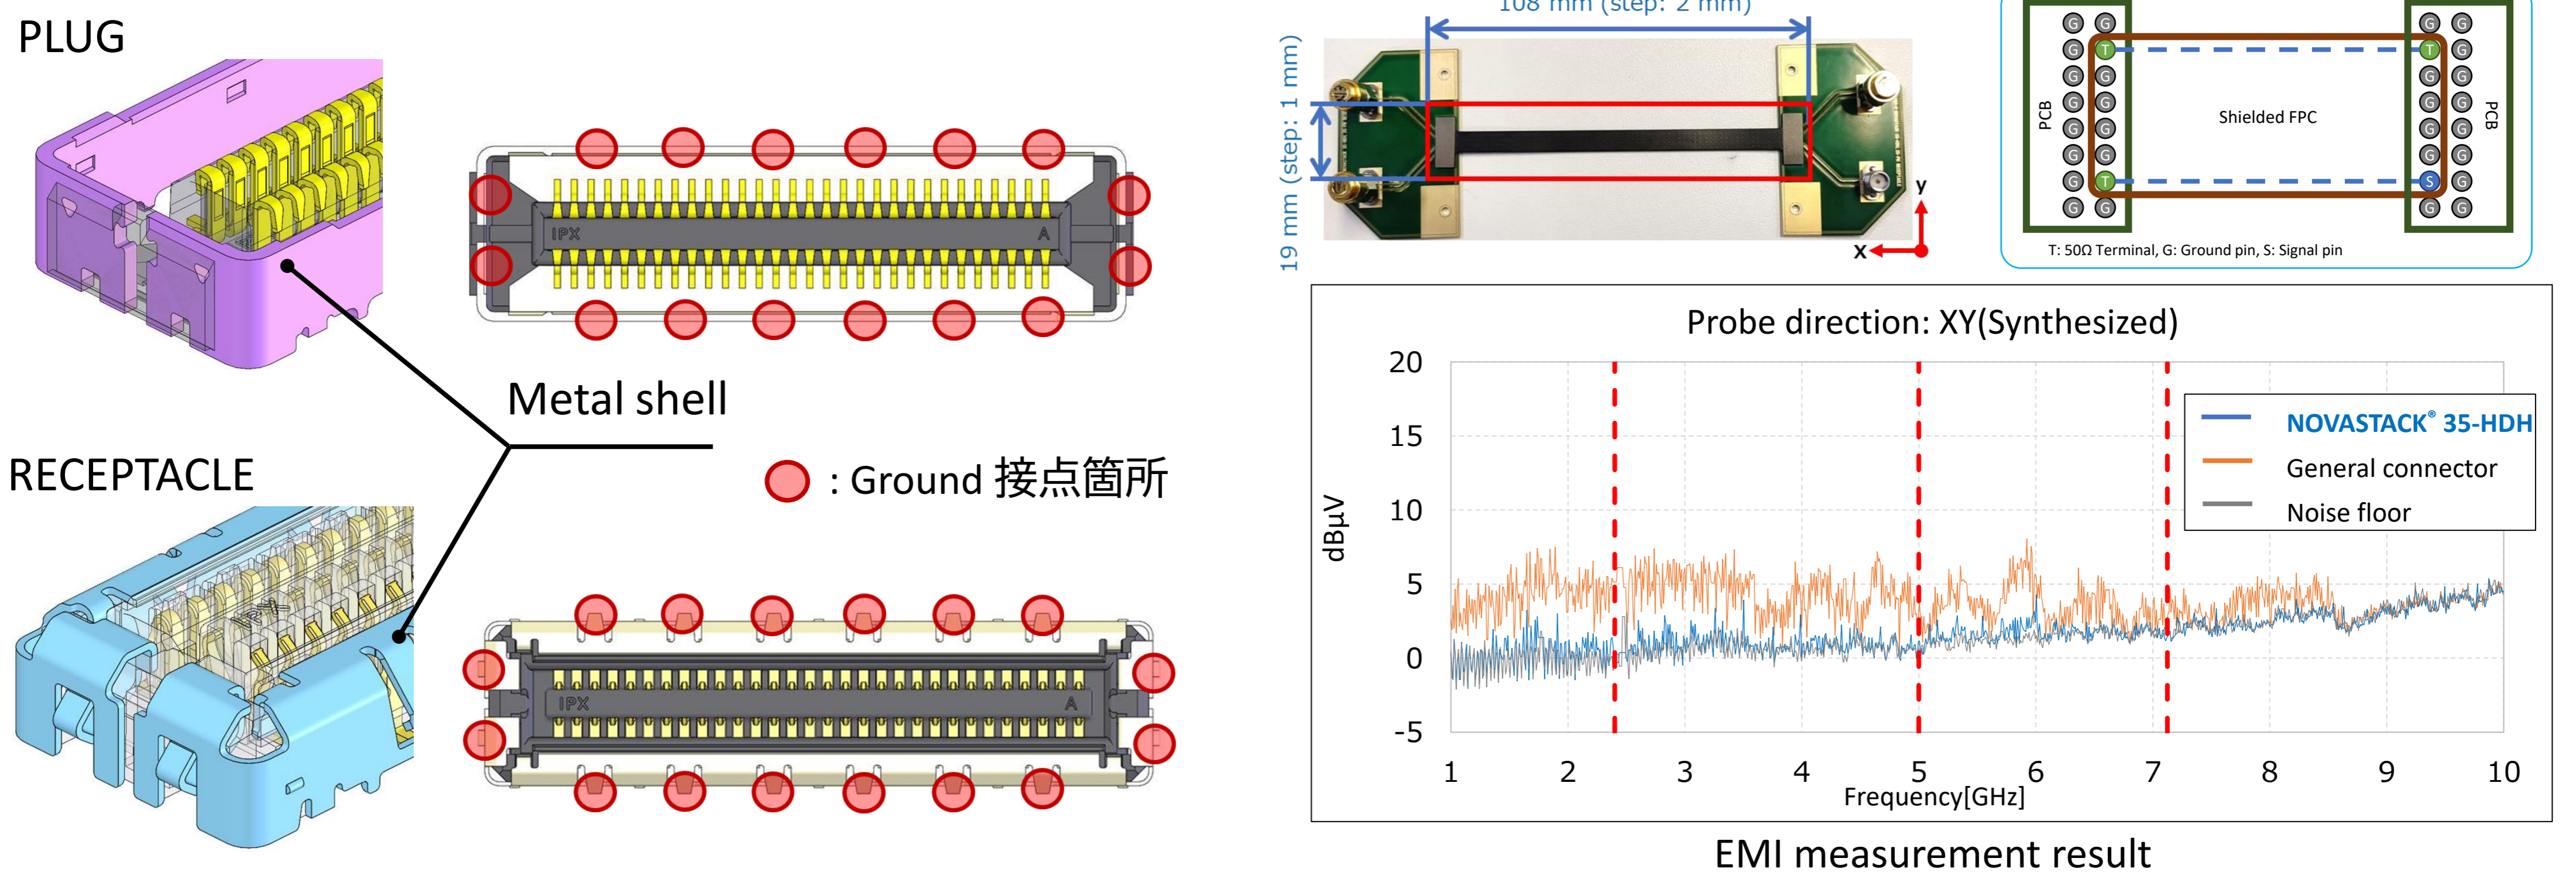 PLUG
IPX A
Metal shell
RECEPTACLE
: Ground 接点箇所
IPX
IPX A
108 mm (step: 2 mm)
19 mm (step: 1 mm)
y
x
G G G G
G T T G
G G G G
G G G G
G G G G
G G G G
G T S G
G G G G
PCB
Shielded FPC
PCB
T: 50Ω Terminal, G: Ground pin, S: Signal pin
Probe direction: XY(Synthesized)
20
15
10
5
0
-5
dBµV
1 2 3 4 5 6 7 8 9 10
Frequency[GHz]
NOVASTACK® 35-HDH
General connector
Noise floor
EMI measurement result